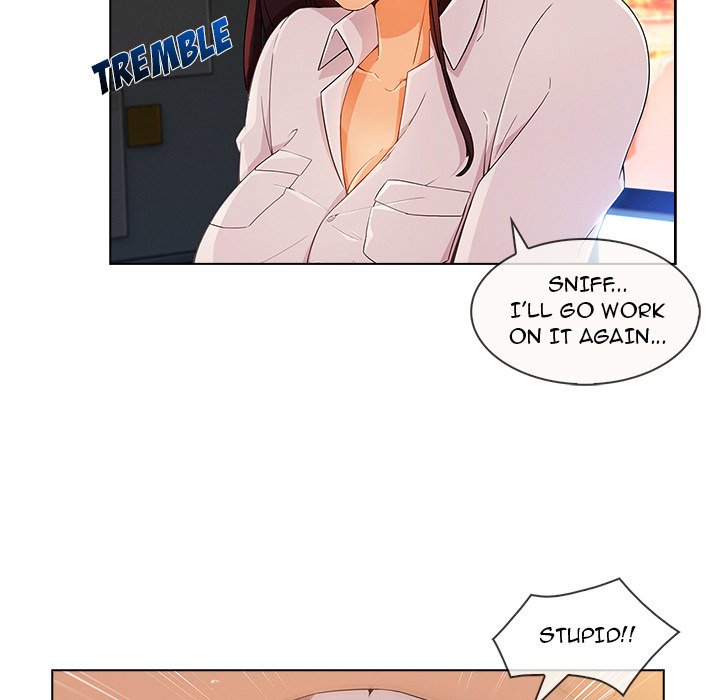 TREMBLE
SNIFF...
I'LL GO WORK
ON IT AGAIN...
STUPID!!